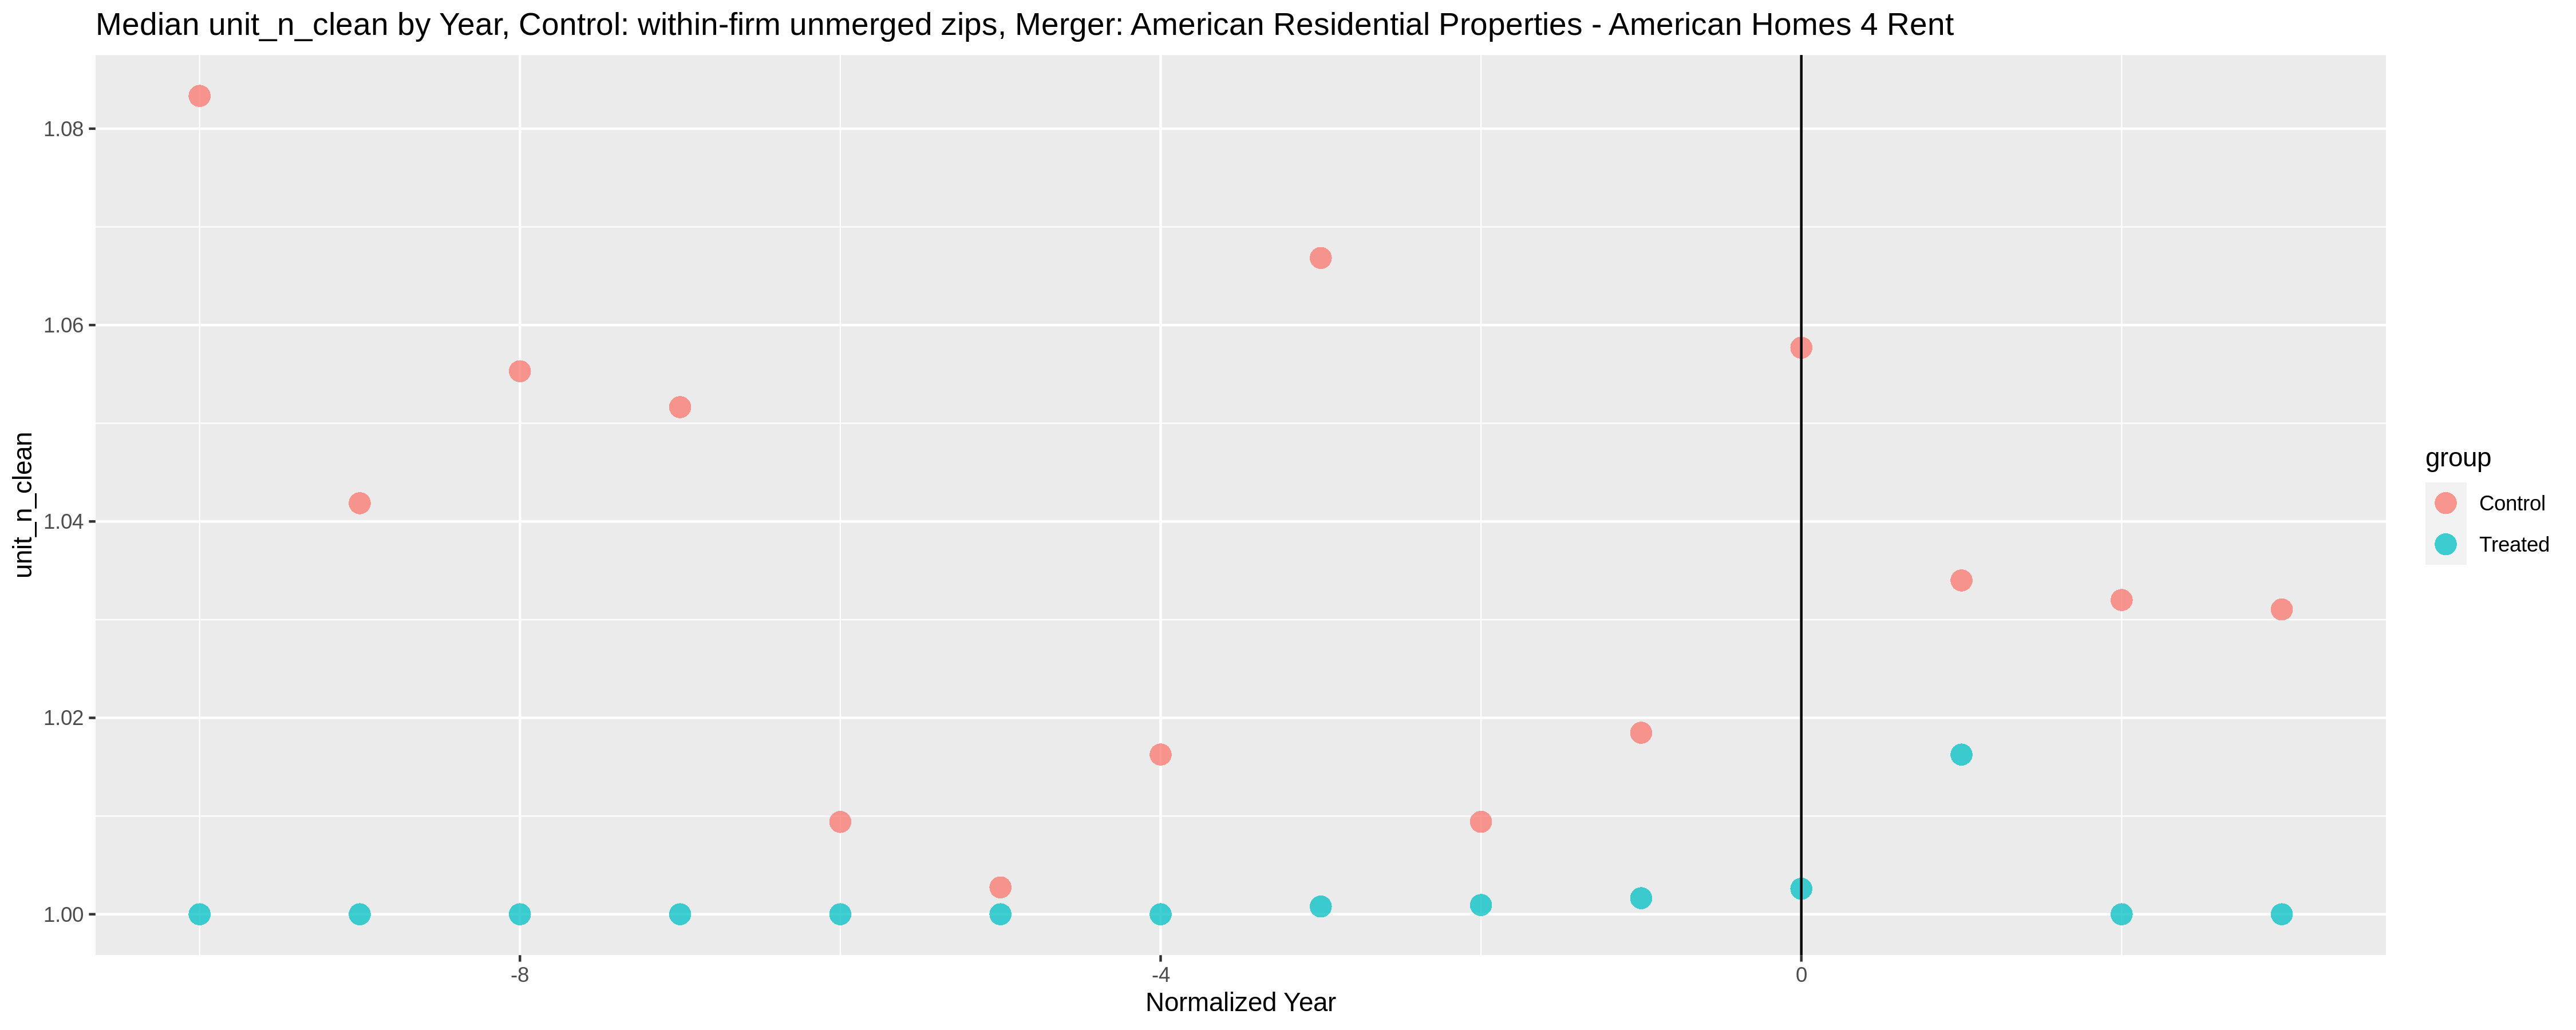 Median unit_n_clean by Year, Control: within-firm unmerged zips, Merger: American Residential Properties - American Homes 4 Rent
unit_n_clean
1.08
1.06
1.04
1.02
1.00
-8
-4
0
Normalized Year
group
Control
Treated